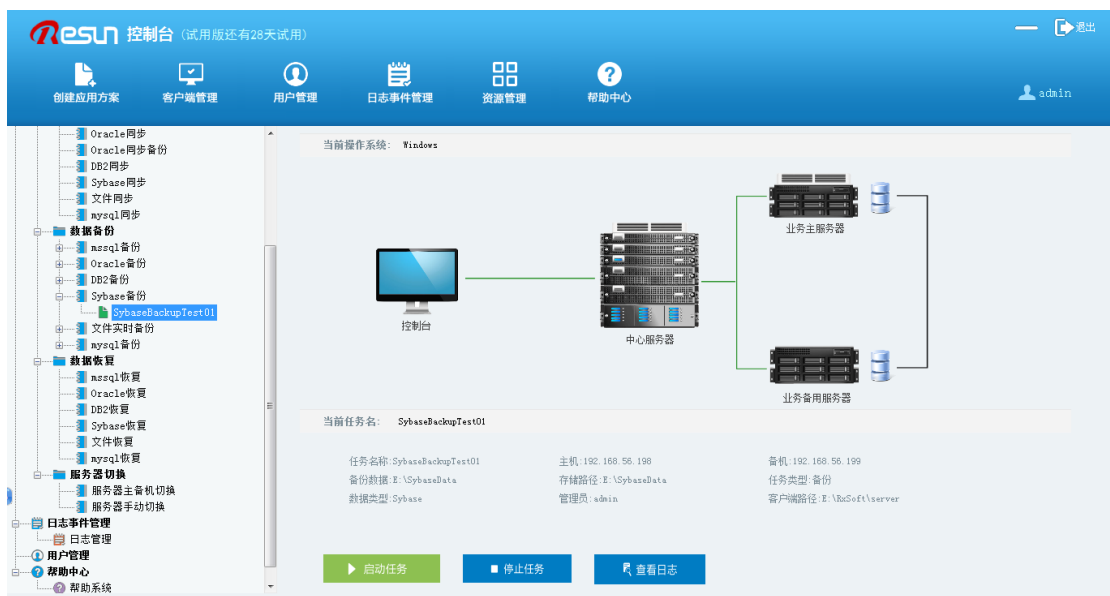 Resun 控制台 (试用版还有28天试用)
退出
创建应用方案 客户端管理 用户管理 日志事件管理 资源管理 帮助中心
admin
Oracle同步
Oracle同步备份
DB2同步
Sybase同步
文件同步
mysql同步
数据备份
mssql备份
Oracle备份
DB2备份
Sybase备份
SybaseBackupTest01
文件实时备份
mysql备份
数据恢复
mssql恢复
Oracle恢复
DB2恢复
Sybase恢复
文件恢复
mysql恢复
服务器切换
服务器主备机切换
服务器手动切换
日志事件管理
日志管理
用户管理
帮助中心
帮助系统
当前操作系统: Windows
业务主服务器
控制台
中心服务器
业务备用服务器
当前任务名: SybaseBackupTest01
任务名称:SybaseBackupTest01 主机:192.168.56.198 备机:192.168.56.199
备份数据:E:\SybaseData 存储路径:E:\SybaseData 任务类型:备份
数据类型:Sybase 管理员:admin 客户端路径:E:\RxSoft\server
启动任务 停止任务 查看日志